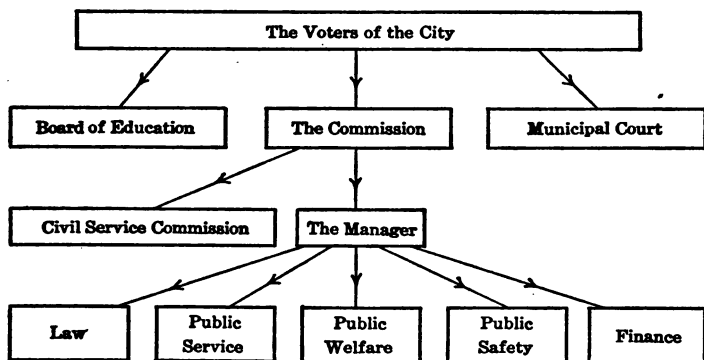 The Voters of the City
Board of Education
The Commission
Municipal Court
Civil Service Commission
The Manager
Law
Public
Service
Public
Welfare
Public
Safety
Finance